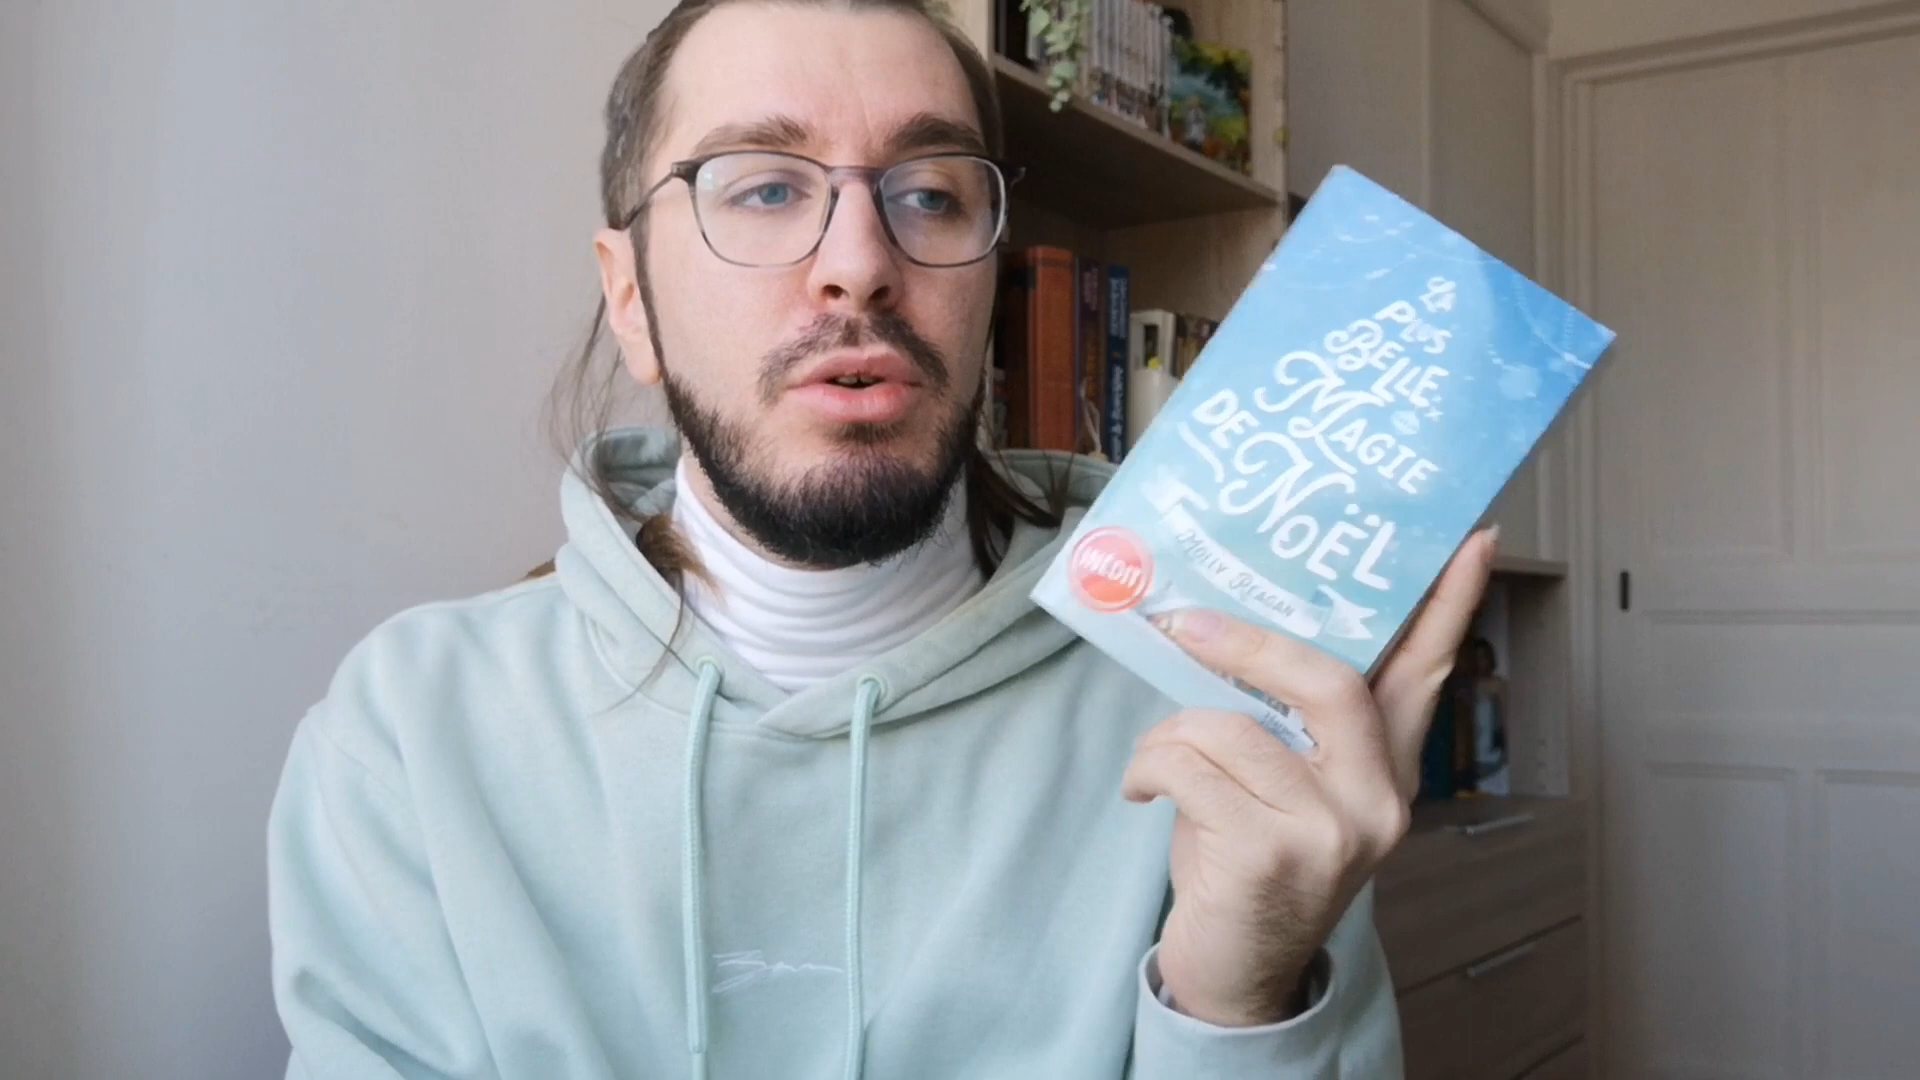 LA
PLUS
BELLE
MAGIE
DE NOËL
MOLLY REAGAN
INÉDIT